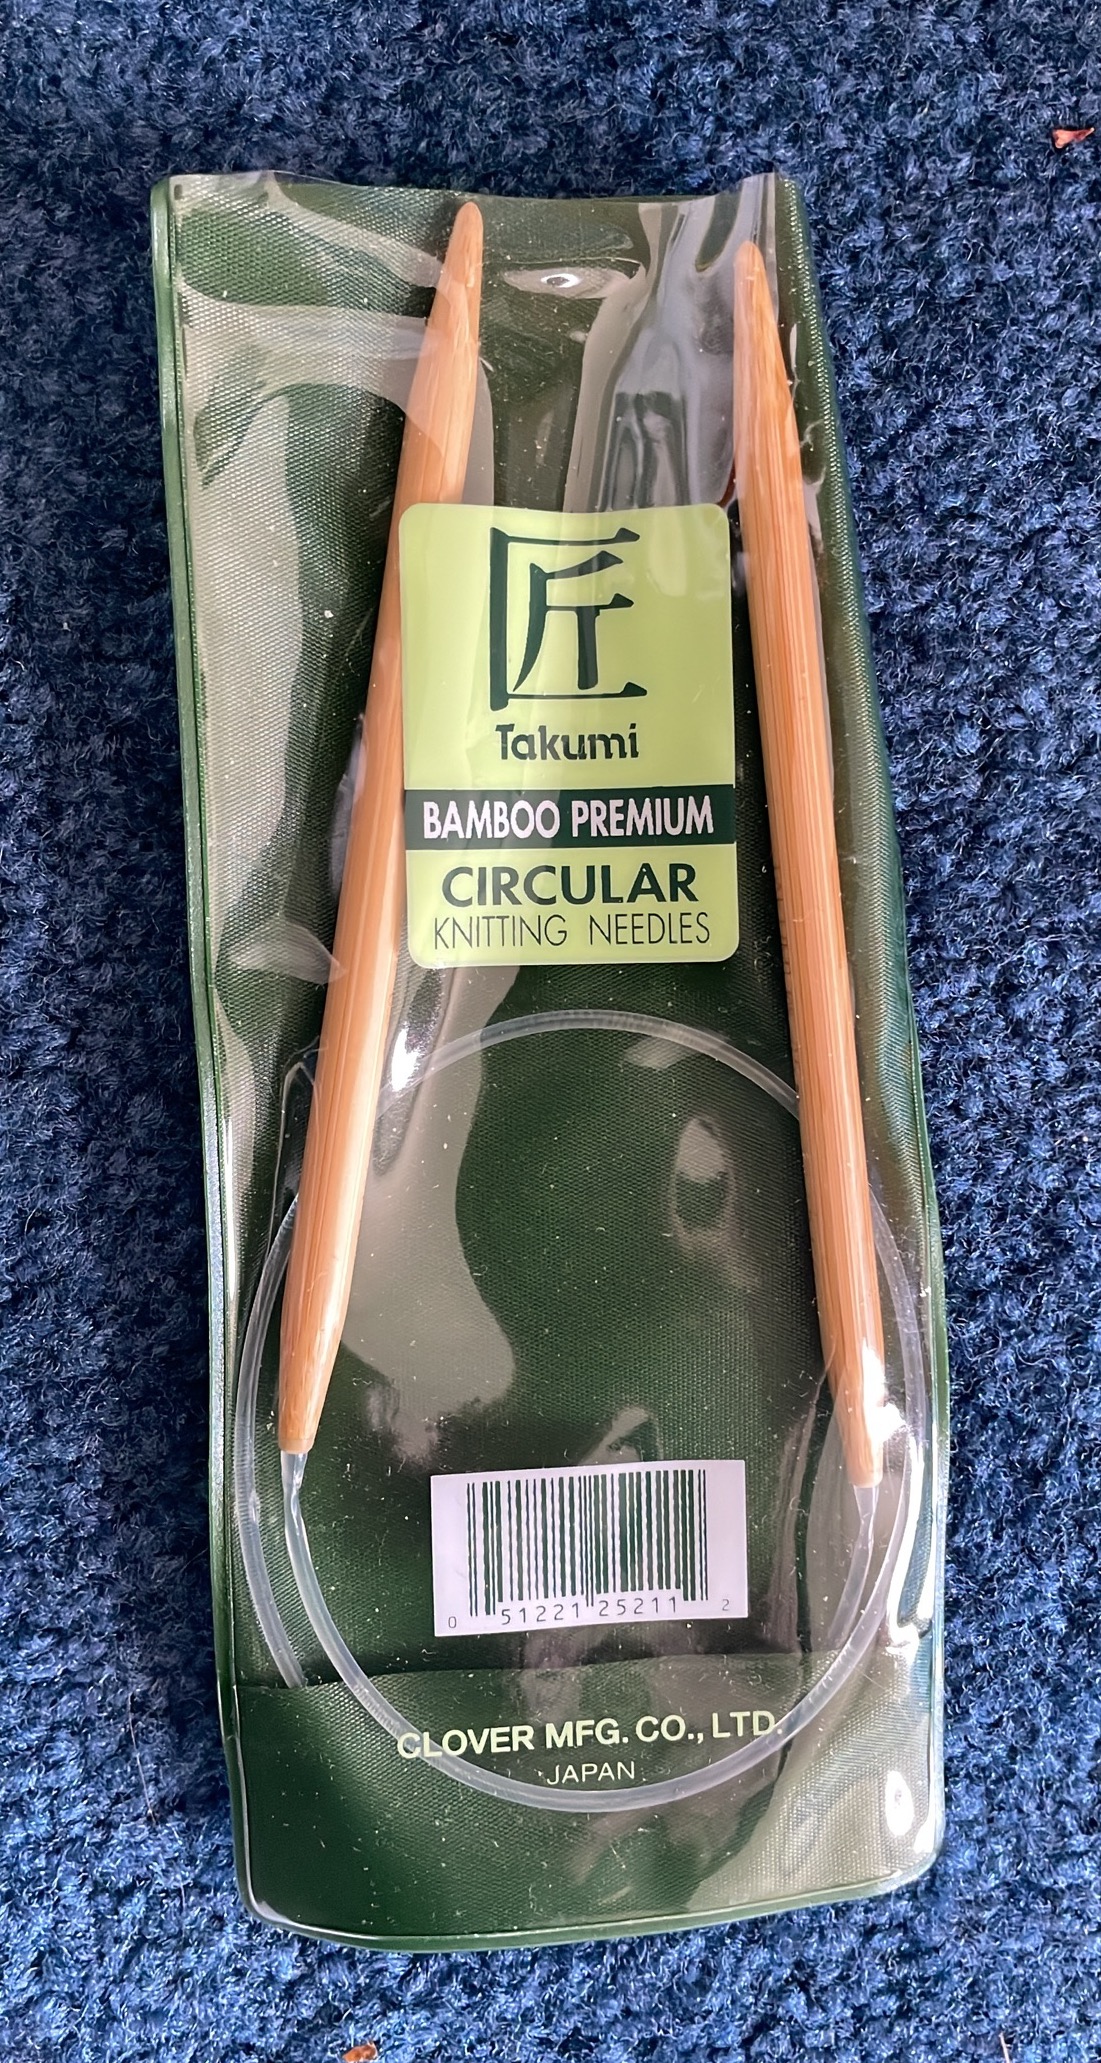 匠
Takumi
BAMBOO PREMIUM
CIRCULAR
KNITTING NEEDLES
0 51221 25211 2
CLOVER MFG. CO., LTD.
JAPAN